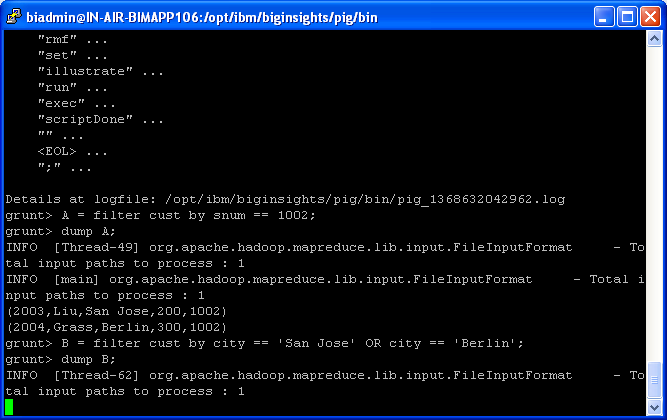 biadmin@IN-AIR-BIMAPP106:/opt/ibm/biginsights/pig/bin
"rmf" ...
"set" ...
"illustrate" ...
"run" ...
"exec" ...
"scriptDone" ...
"" ...
<EOL> ...
";" ...
Details at logfile: /opt/ibm/biginsights/pig/bin/pig_1368632042962.log
grunt> A = filter cust by snum == 1002;
grunt> dump A;
INFO  [Thread-49] org.apache.hadoop.mapreduce.lib.input.FileInputFormat     - To
tal input paths to process : 1
INFO  [main] org.apache.hadoop.mapreduce.lib.input.FileInputFormat     - Total i
nput paths to process : 1
(2003,Liu,San Jose,200,1002)
(2004,Grass,Berlin,300,1002)
grunt> B = filter cust by city == 'San Jose' OR city == 'Berlin';
grunt> dump B;
INFO  [Thread-62] org.apache.hadoop.mapreduce.lib.input.FileInputFormat     - To
tal input paths to process : 1